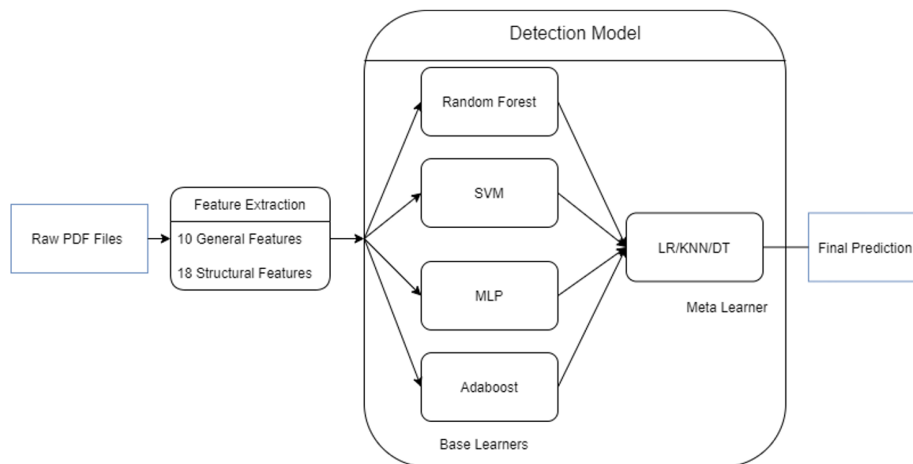 Detection Model
Random Forest
SVM
MLP
Adaboost
Base Learners
Raw PDF Files
Feature Extraction
10 General Features
18 Structural Features
LR/KNN/DT
Meta Learner
Final Prediction